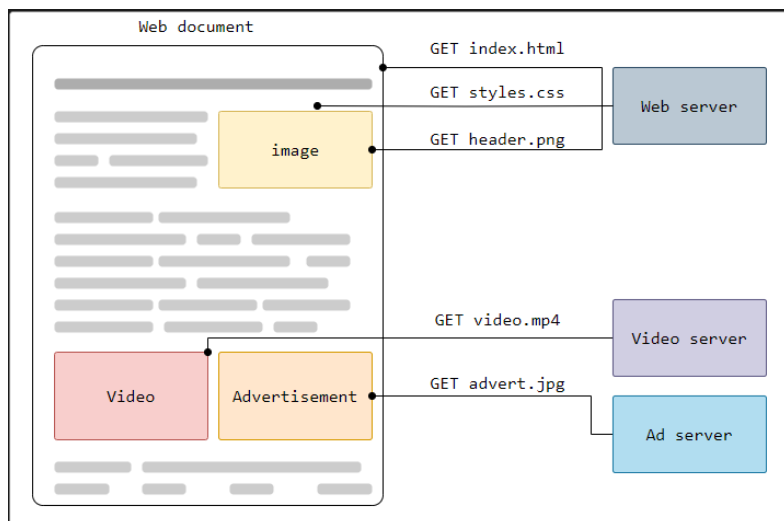 Web document
GET index.html
GET styles.css
Web server
image
GET header.png
GET video.mp4
Video server
Video
Advertisement
GET advert.jpg
Ad server